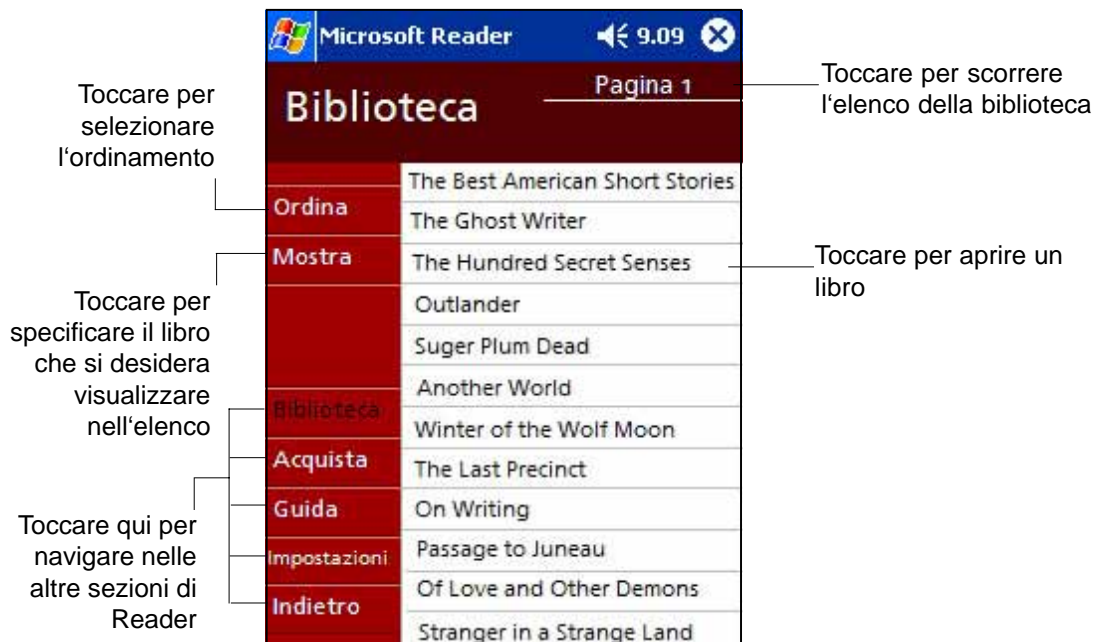 Microsoft Reader 9.09
Biblioteca
Pagina 1
Toccare per scorrere
l‘elenco della biblioteca
Toccare per
selezionare
l‘ordinamento
Ordina
Mostra
Toccare per
specificare il libro
che si desidera
visualizzare
nell‘elenco
Biblioteca
Acquista
Guida
Impostazioni
Indietro
Toccare qui per
navigare nelle
altre sezioni di
Reader
The Best American Short Stories
The Ghost Writer
The Hundred Secret Senses
Outlander
Suger Plum Dead
Another World
Winter of the Wolf Moon
The Last Precinct
On Writing
Passage to Juneau
Of Love and Other Demons
Stranger in a Strange Land
Toccare per aprire un
libro